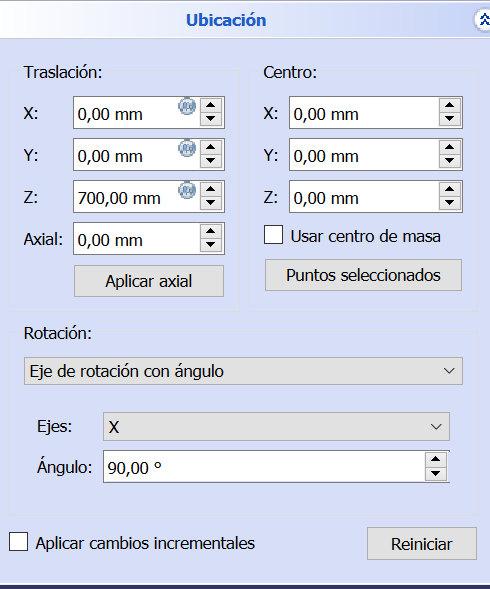 Ubicación
Traslación:
X: 0,00 mm
Y: 0,00 mm
Z: 700,00 mm
Axial: 0,00 mm
Aplicar axial
Centro:
X: 0,00 mm
Y: 0,00 mm
Z: 0,00 mm
Usar centro de masa
Puntos seleccionados
Rotación:
Eje de rotación con ángulo
Ejes: X
Ángulo: 90,00 °
Aplicar cambios incrementales
Reiniciar